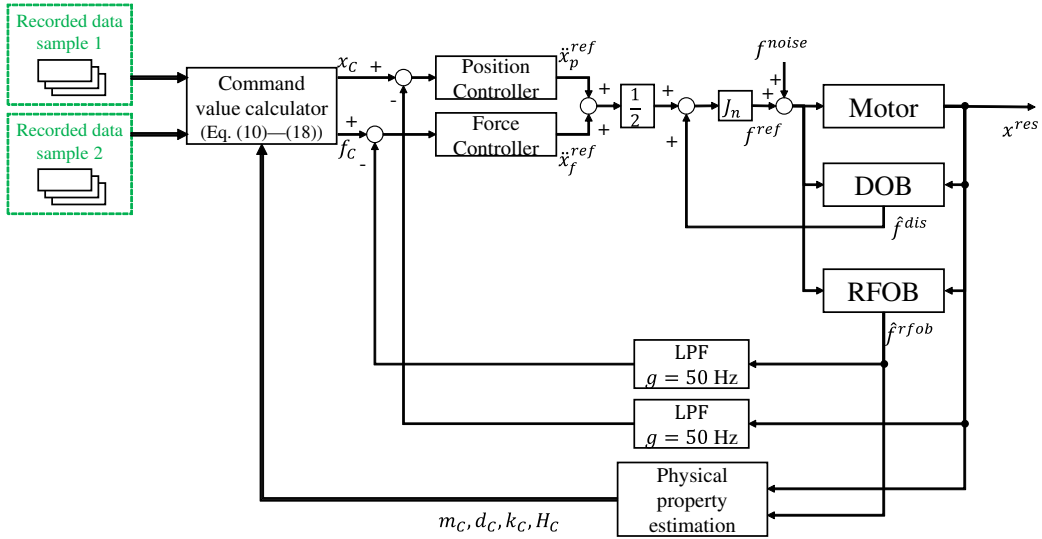 Recorded data
sample 1
Recorded data
sample 2
Command
value calculator
(Eq. (10)—(18))
x_C
+
-
f_C
+
-
Position
Controller
Force
Controller
ẍ_p^{ref}
ẍ_f^{ref}
+
+
1/2
+
+
J_n
f^{ref}
f^{noise}
+
+
Motor
x^{res}
DOB
f̂^{dis}
RFOB
f̂^{rfob}
LPF
g = 50 Hz
LPF
g = 50 Hz
Physical
property
estimation
m_C, d_C, k_C, H_C